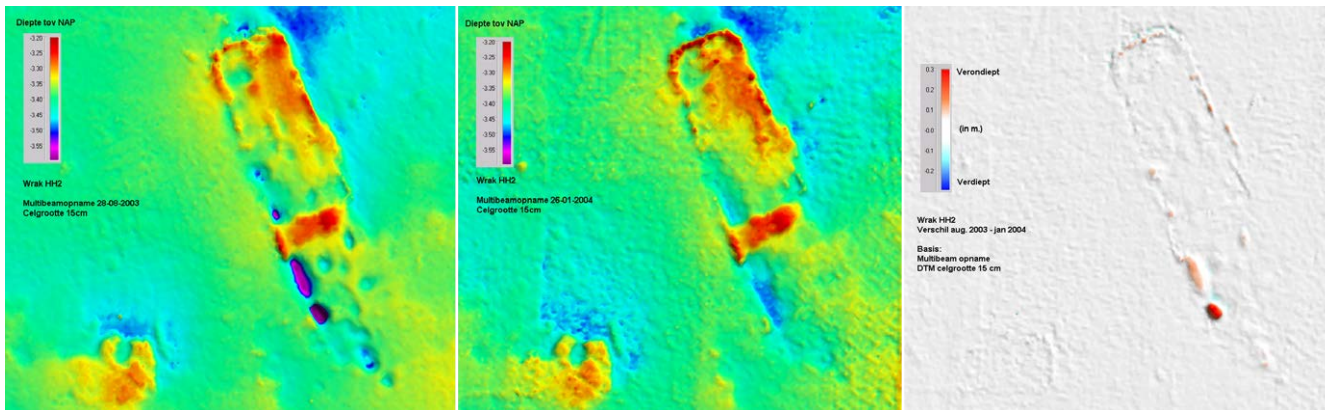 Diepte tov NAP
-3.20
-3.25
-3.30
-3.35
-3.40
-3.45
-3.50
-3.55
Wrak HH2
Multibeamopname 28-08-2003
Celgrootte 15cm
Diepte tov NAP
-3.20
-3.25
-3.30
-3.35
-3.40
-3.45
-3.50
-3.55
Wrak HH2
Multibeamopname 26-01-2004
Celgrootte 15cm
0.3
Verondiept
0.2
0.1
0.0
(in m.)
-0.1
-0.2
Verdiept
Wrak HH2
Verschil aug. 2003 - jan 2004
Basis:
Multibeam opname
DTM celgrootte 15 cm